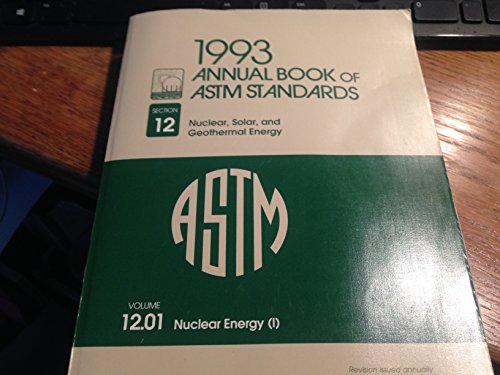 1993
ANNUAL BOOK OF
ASTM STANDARDS
SECTION
12
Nuclear, Solar, and
Geothermal Energy
ASTM
VOLUME
12.01 Nuclear Energy (I)
Revision issued annually